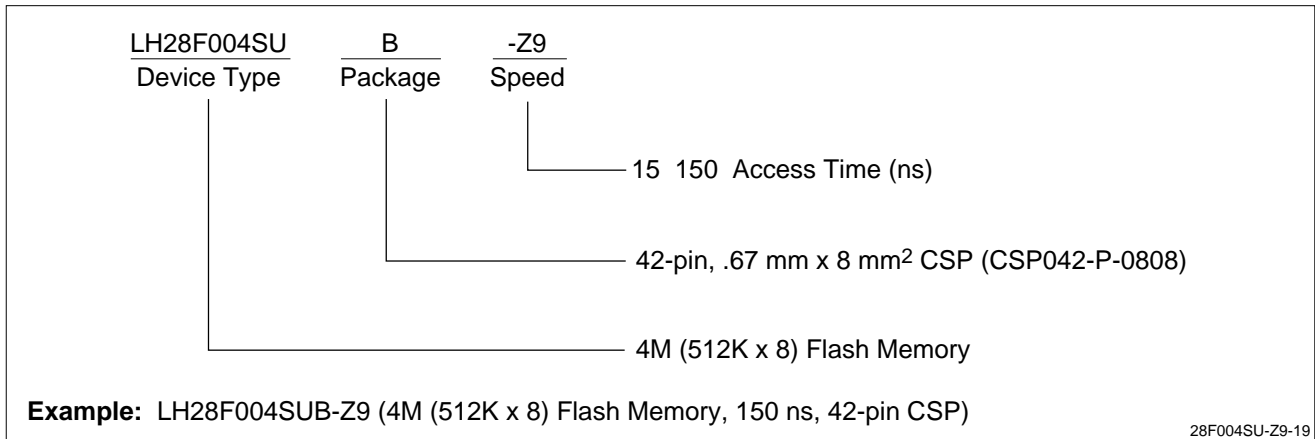 LH28F004SU B -Z9
Device Type Package Speed
15 150 Access Time (ns)
42-pin, .67 mm x 8 mm² CSP (CSP042-P-0808)
4M (512K x 8) Flash Memory
Example: LH28F004SUB-Z9 (4M (512K x 8) Flash Memory, 150 ns, 42-pin CSP)
28F004SU-Z9-19